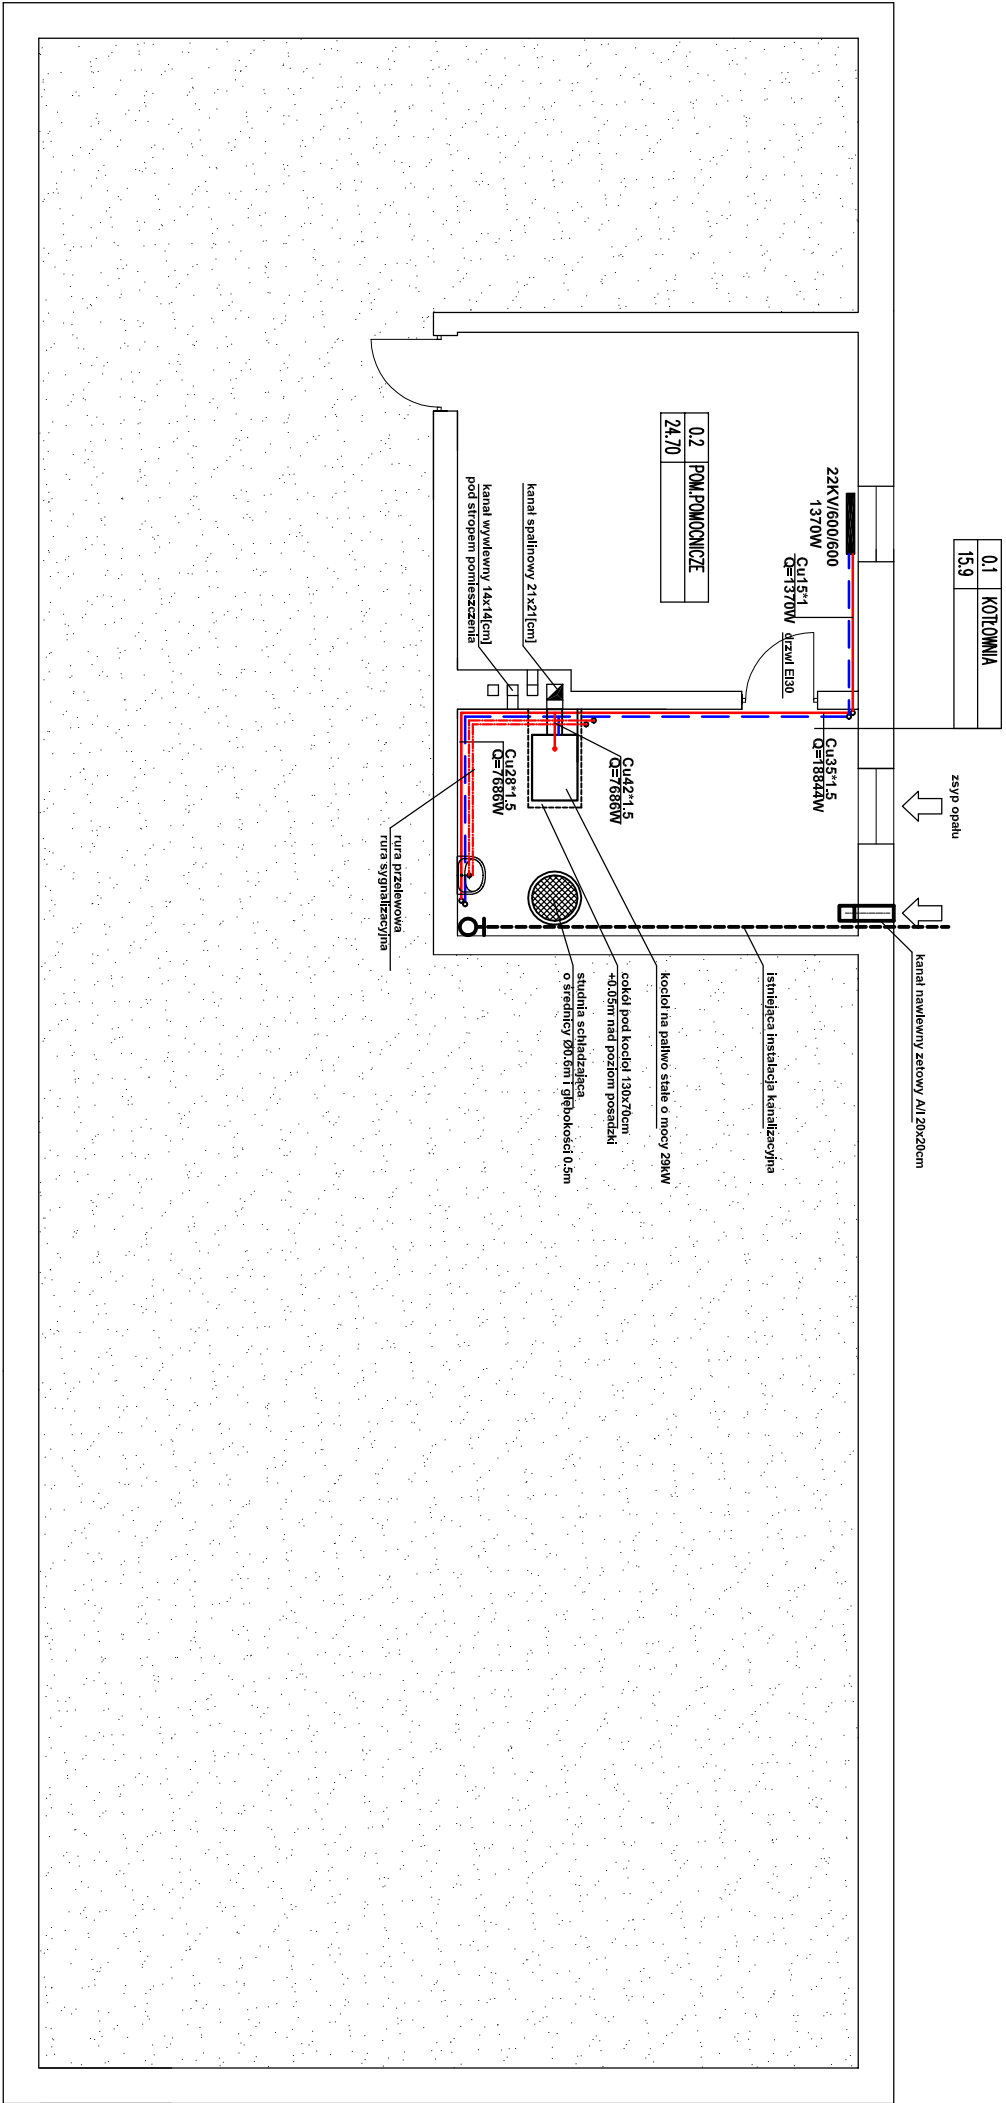 0.1 KOTŁOWNIA
15.9
zsyp opału
kanał nawiewny zetowy A/I 20x20cm
22KV/600/600
1370W
Cu15*1
Q=1370W
drzwi EI30
Cu35*1.5
Q=18844W
0.2 POM.POMOCNICZE
24.70
istniejąca instalacja kanalizacyjna
kocioł na paliwo stałe o mocy 29kW
cokół pod kocioł 130x70cm
+0.05m nad poziom posadzki
studnia schładzająca
o średnicy Ø0.6m i głębokości 0.5m
Cu42*1.5
Q=7686W
kanał spalinowy 21x21[cm]
kanał wywiewny 14x14[cm]
pod stropem pomieszczenia
Cu28*1.5
Q=7686W
rura przelewowa
rura sygnalizacyjna